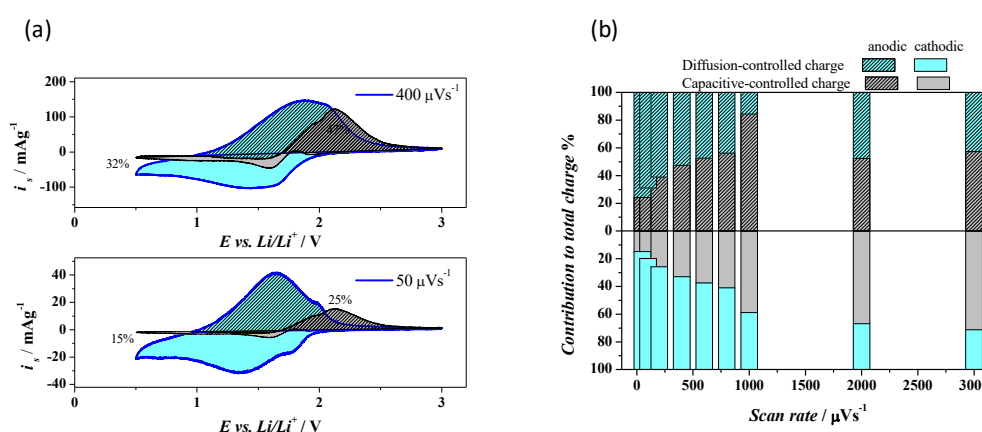 (a)
(b)
anodic cathodic
Diffusion-controlled charge
Capacitive-controlled charge
200
100
0
-100
i s / mAg-1
400 μVs-1
47%
32%
0 1 2 3
E vs. Li/Li+ / V
40
20
0
-20
-40
i s / mAg-1
50 μVs-1
25%
15%
0 1 2 3
E vs. Li/Li+ / V
Contribution to total charge %
100
80
60
40
20
0
20
40
60
80
100
0 500 1000 1500 2000 2500 3000
Scan rate / μVs-1